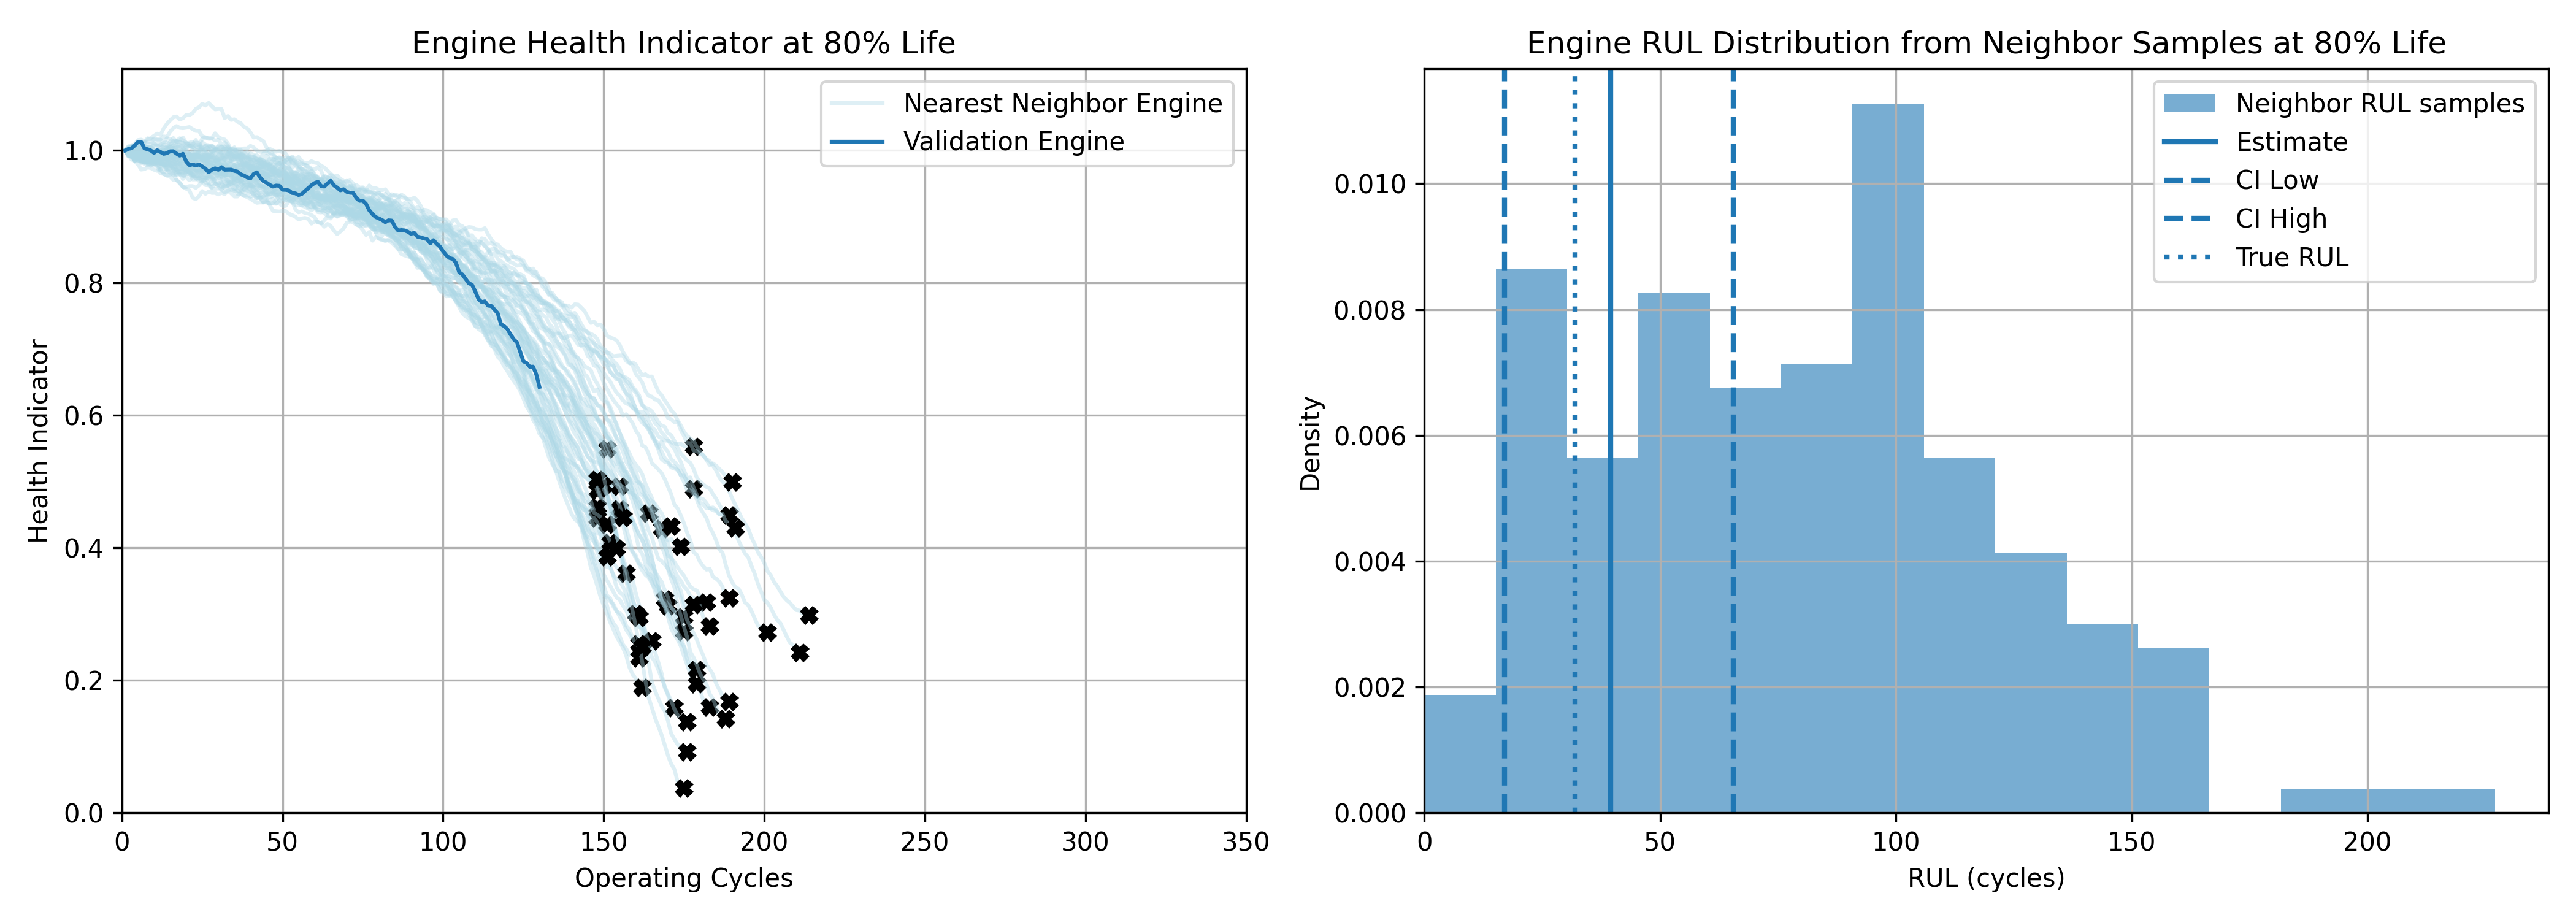 Engine Health Indicator at 80% Life
Nearest Neighbor Engine
Validation Engine
1.0
0.8
0.6
0.4
0.2
0.0
Health Indicator
0 50 100 150 200 250 300 350
Operating Cycles
Engine RUL Distribution from Neighbor Samples at 80% Life
Neighbor RUL samples
Estimate
CI Low
CI High
True RUL
0.010
0.008
0.006
0.004
0.002
0.000
Density
0 50 100 150 200
RUL (cycles)